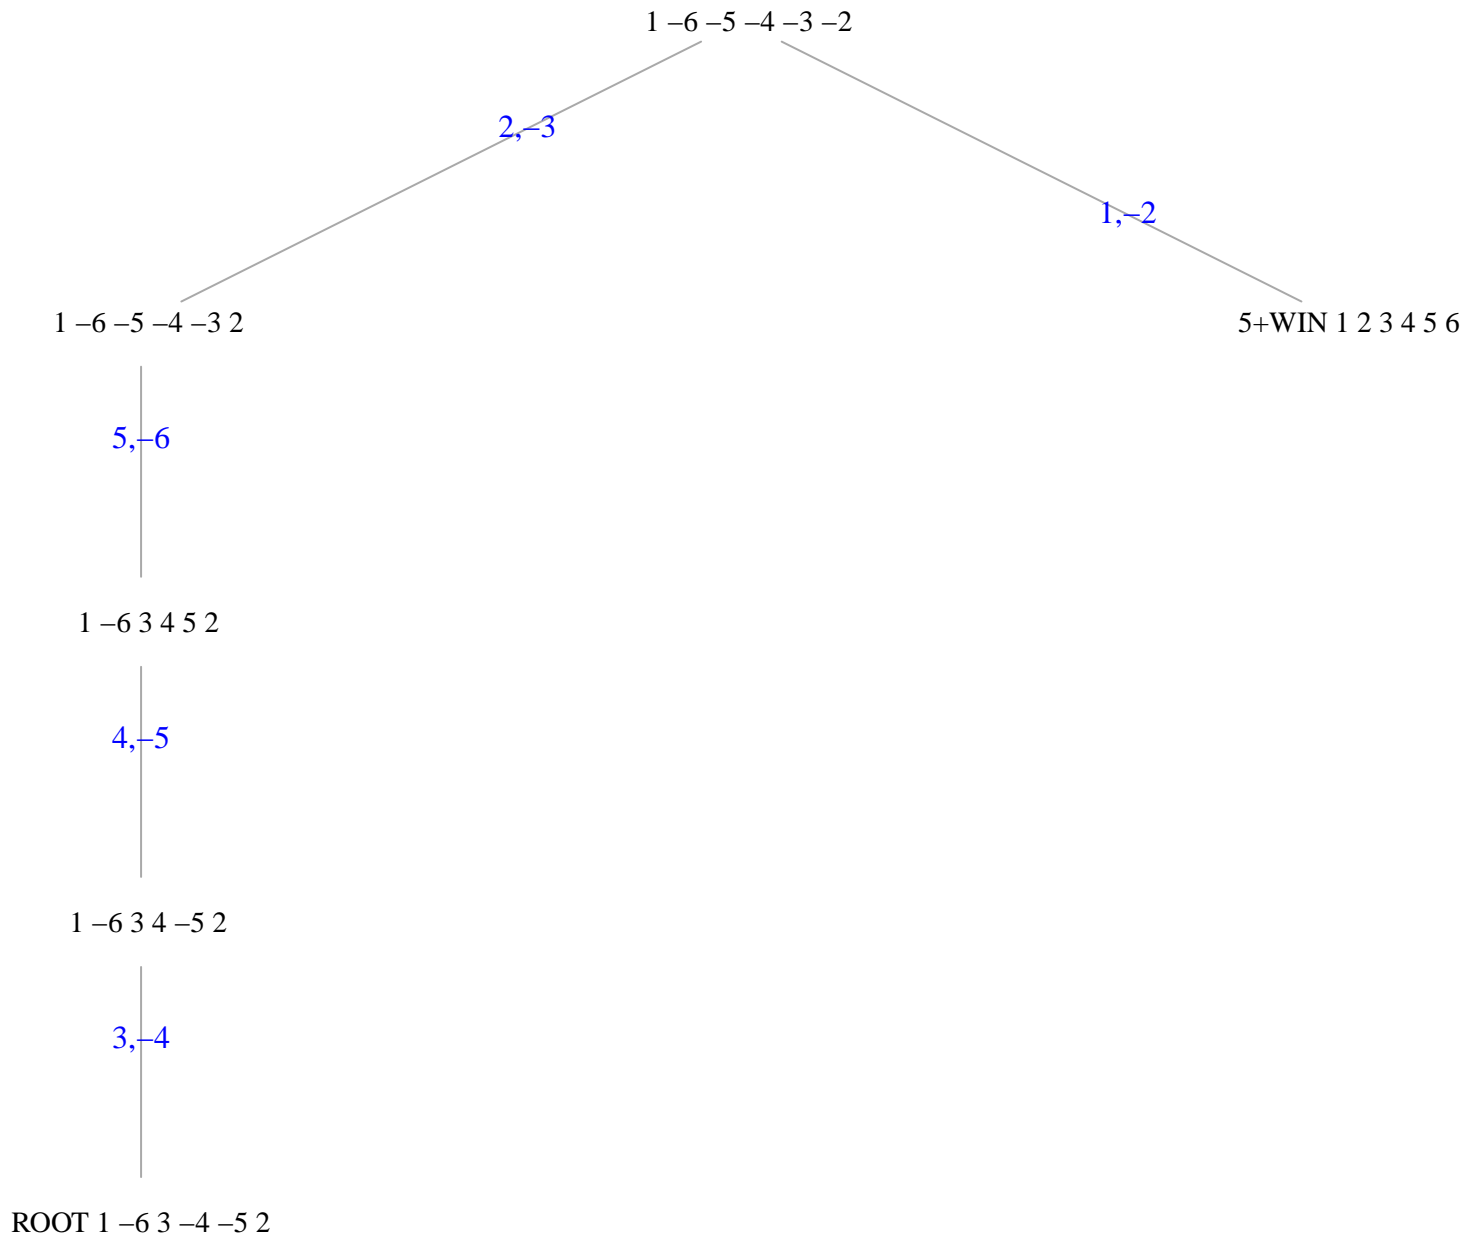 1 –6 –5 –4 –3 –2
2,–3
1,–2
1 –6 –5 –4 –3 2
5+WIN 1 2 3 4 5 6
5,–6
1 –6 3 4 5 2
4,–5
1 –6 3 4 –5 2
3,–4
ROOT 1 –6 3 –4 –5 2